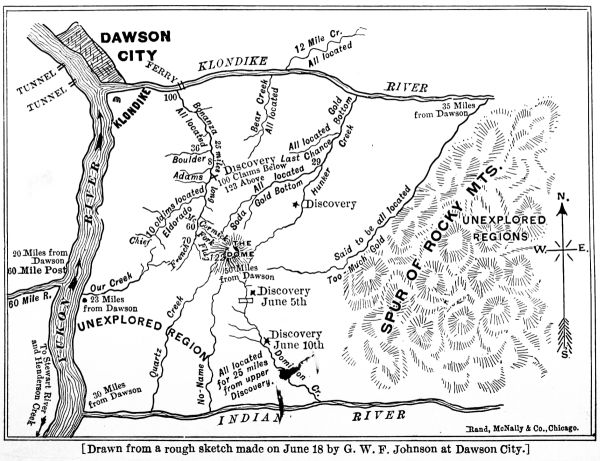 DAWSON
CITY
TUNNEL
TUNNEL
FERRY
KLONDIKE
RIVER
12 Mile Cr.
All located
KLONDIKE
100
Bonanza
All located
25 miles long
Bear Creek
All located
Gold
Bottom
Creek
35 Miles
from Dawson
36
Boulder
8
Adams
Discovery
100 Claims Below
123 Above
All located
Last Chance
29
All located
Gold Bottom
Soda
Hunter
Discovery
10 claims located
Eldorado
Chief
French
60
THE
DOME
50 Miles
from Dawson
Said to be all located
Too Much Gold
SPUR OF ROCKY MTS.
UNEXPLORED
REGIONS
N.
W.
E.
S
YUKON RIVER
20 Miles from
Dawson
60 Mile Post
60 Mile R.
Our Creek
23 Miles
from Dawson
UNEXPLORED REGION
Discovery
June 5th
Discovery
June 10th
Quartz Creek
No-Name
All located
for 25 miles
from upper
Discovery.
Dominion Cr.
To Stewart River
and Henderson Creek
30 Miles
from Dawson
INDIAN RIVER
Rand, McNally & Co., Chicago.
[Drawn from a rough sketch made on June 18 by G. W. F. Johnson at Dawson City.]